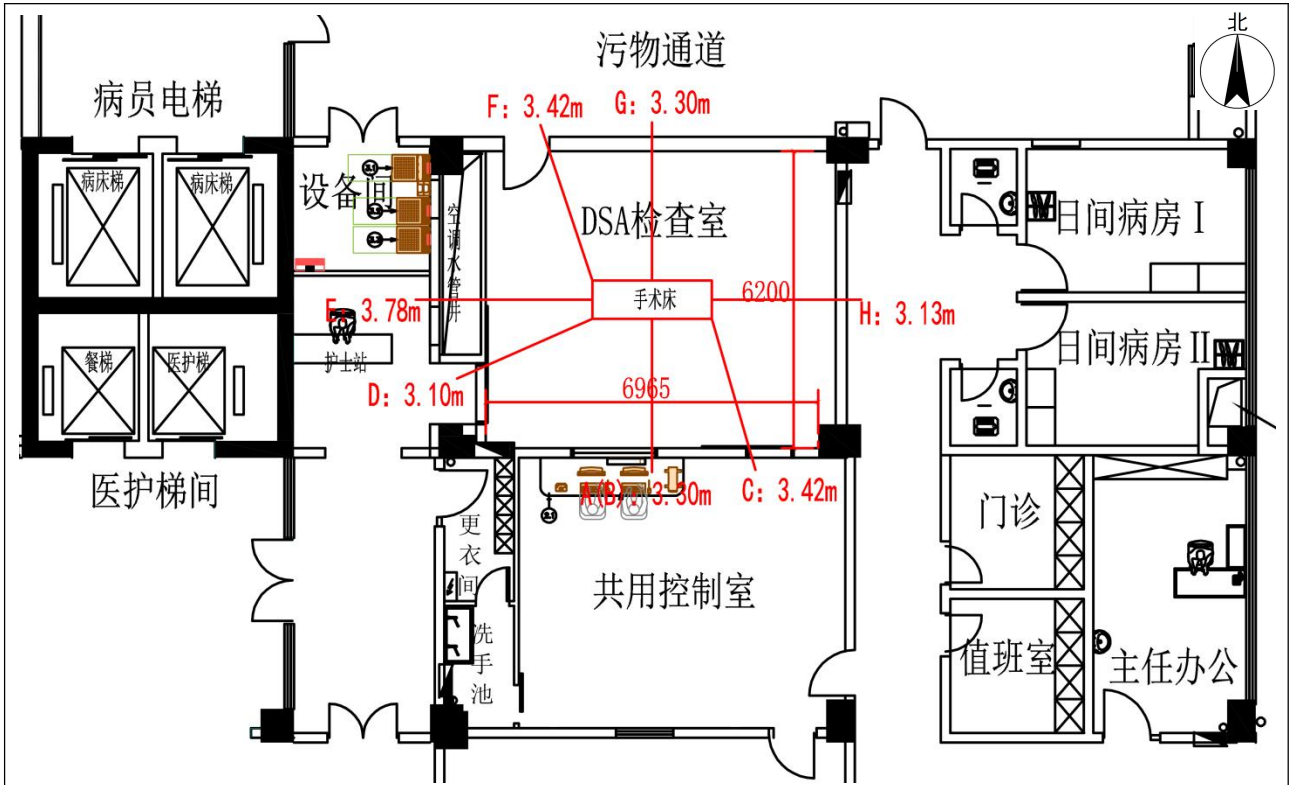 北
污物通道
病员电梯
F: 3.42m
G: 3.30m
病床梯
病床梯
设备间
空调水管井
DSA检查室
日间病房Ⅰ
手术床
6200
E: 3.78m
H: 3.13m
餐梯
医护梯
护士站
日间病房Ⅱ
D: 3.10m
6965
医护梯间
A(B): 3.30m
C: 3.42m
更衣间
门诊
共用控制室
洗手池
值班室
主任办公